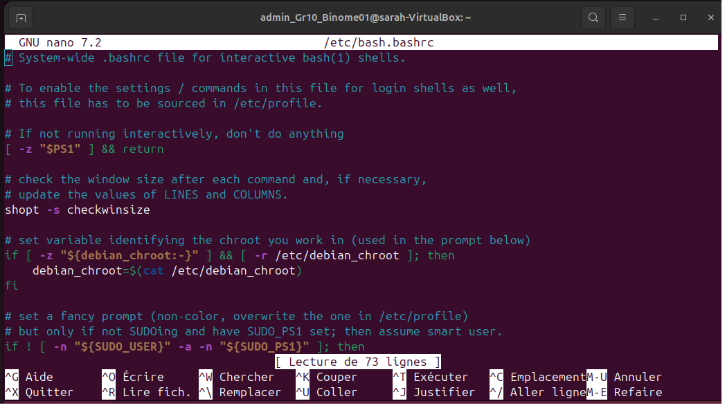 admin_Gr10_Binome01@sarah-VirtualBox: ~
GNU nano 7.2 /etc/bash.bashrc
# System-wide .bashrc file for interactive bash(1) shells.
# To enable the settings / commands in this file for login shells as well,
# this file has to be sourced in /etc/profile.
# If not running interactively, don't do anything
[ -z "$PS1" ] && return
# check the window size after each command and, if necessary,
# update the values of LINES and COLUMNS.
shopt -s checkwinsize
# set variable identifying the chroot you work in (used in the prompt below)
if [ -z "${debian_chroot:-}" ] && [ -r /etc/debian_chroot ]; then
    debian_chroot=$(cat /etc/debian_chroot)
fi
# set a fancy prompt (non-color, overwrite the one in /etc/profile)
# but only if not SUDOing and have SUDO_PS1 set; then assume smart user.
if ! [ -n "${SUDO_USER}" -a -n "${SUDO_PS1}" ]; then
[ Lecture de 73 lignes ]
^G Aide ^O Écrire ^W Chercher ^K Couper ^T Exécuter ^C Emplacement M-U Annuler
^X Quitter ^R Lire fich. ^\ Remplacer ^U Coller ^J Justifier ^/ Aller ligne M-E Refaire